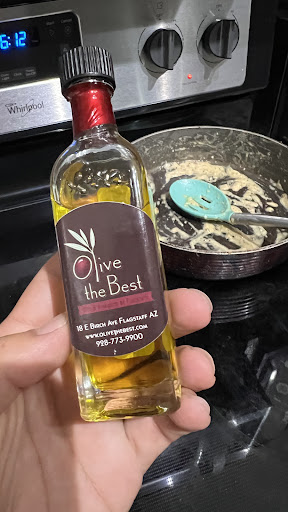 6:12
Whirlpool
Olive
the Best
18 E Birch Ave Flagstaff AZ
www.olivethebest.com
928-773-9900